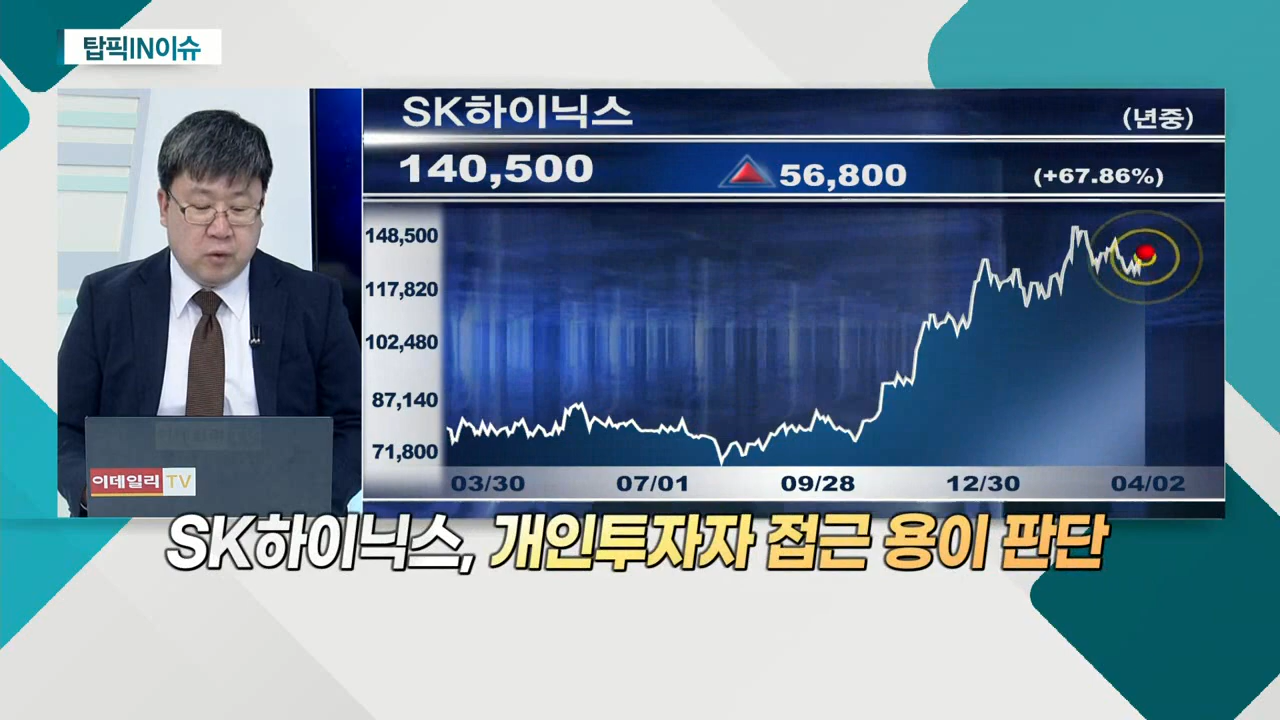 탑픽IN이슈
SK하이닉스
(년중)
140,500 56,800 (+67.86%)
148,500
117,820
102,480
87,140
71,800
03/30 07/01 09/28 12/30 04/02
이데일리TV
SK하이닉스, 개인투자자 접근 용이 판단